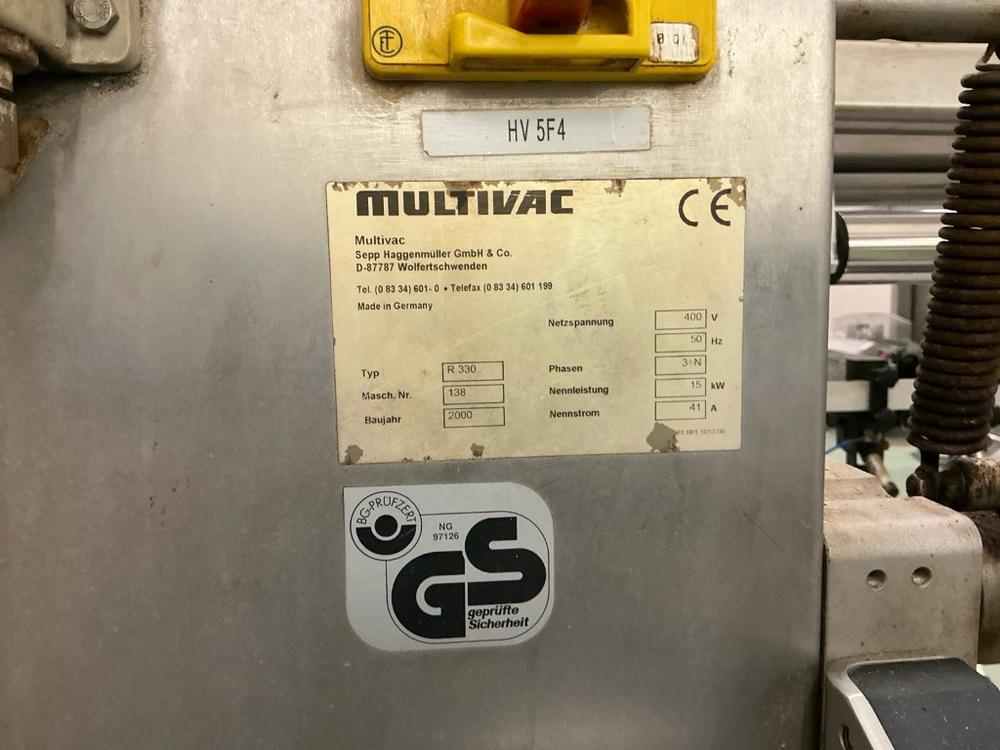 HV 5F4
MULTIVAC
CE
Multivac
Sepp Haggenmüller GmbH & Co.
D-87787 Wolfertschwenden
Tel. (0 83 34) 601- 0 • Telefax (0 83 34) 601 199
Made in Germany
Netzspannung 400 V
50 Hz
Typ R 330
Phasen 3+N
Masch. Nr. 138
Nennleistung 15 kW
Baujahr 2000
Nennstrom 41 A
BG-PRÜFZERT
NG
97126
GS
geprüfte
Sicherheit